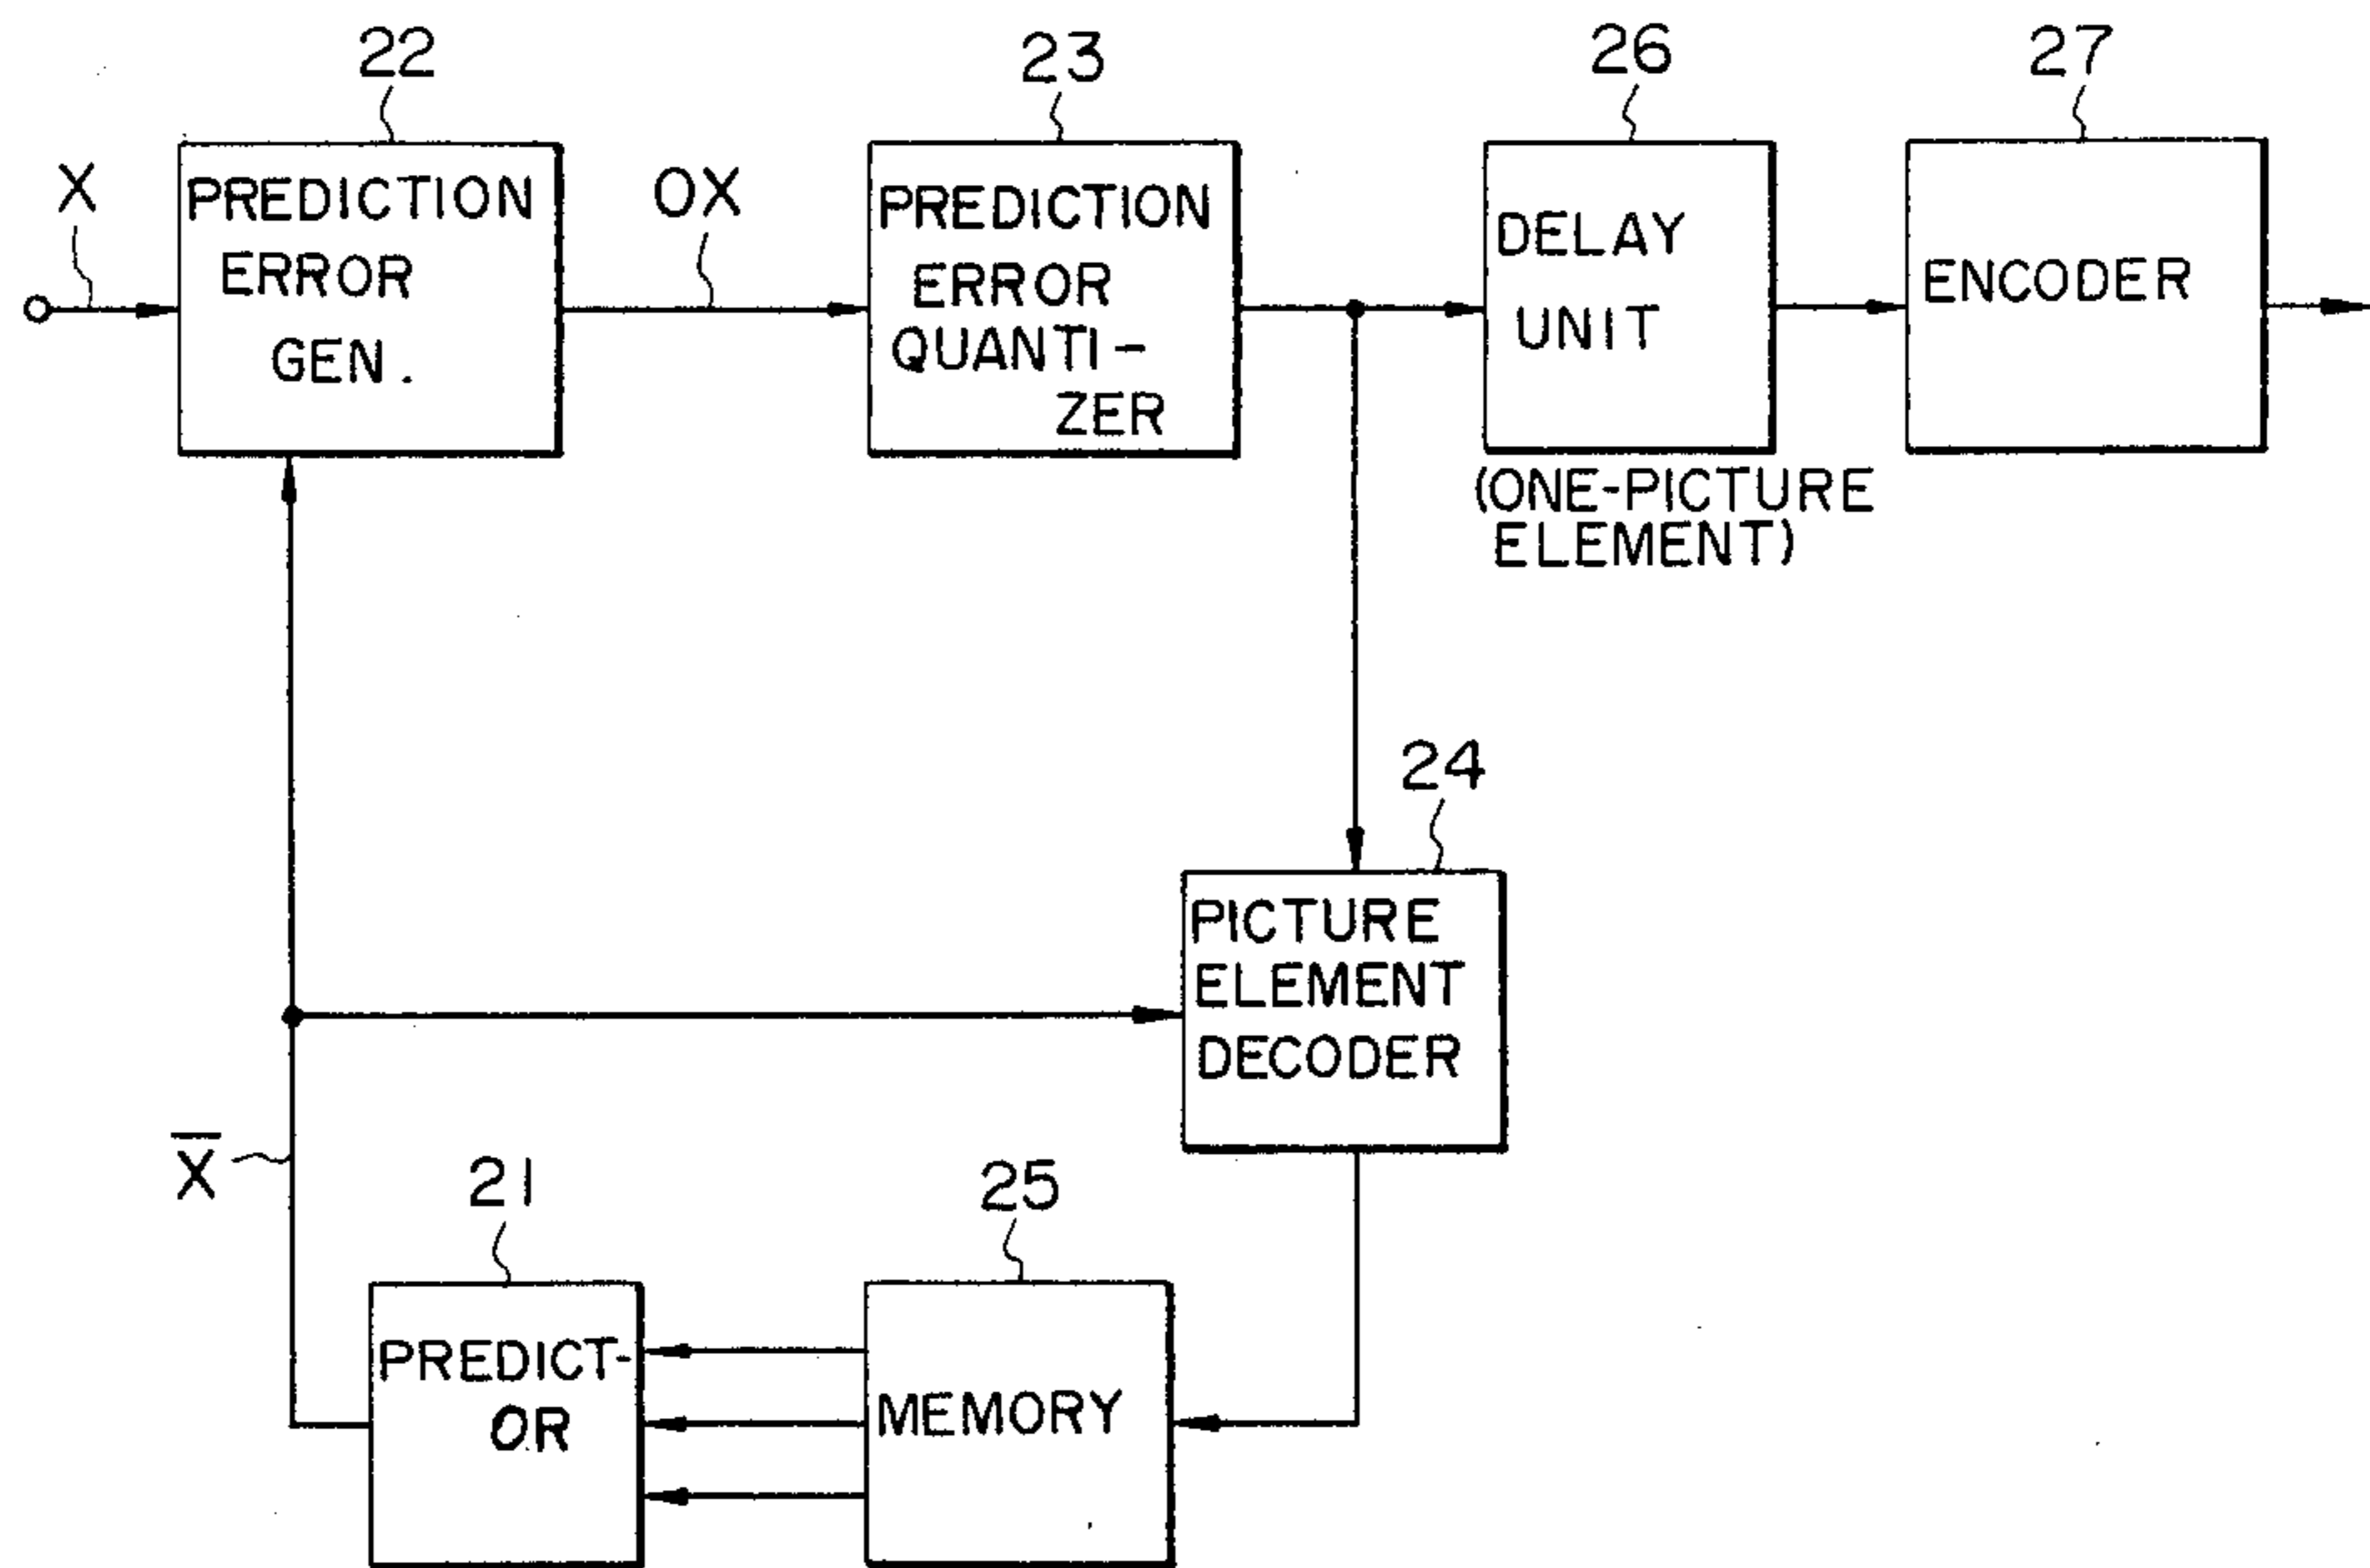 22
23
26
27
X
PREDICTION
ERROR
GEN.
OX
PREDICTION
ERROR
QUANTI-
ZER
DELAY
UNIT
(ONE-PICTURE
ELEMENT)
ENCODER
24
PICTURE
ELEMENT
DECODER
X̅
21
25
PREDICT-
OR
MEMORY